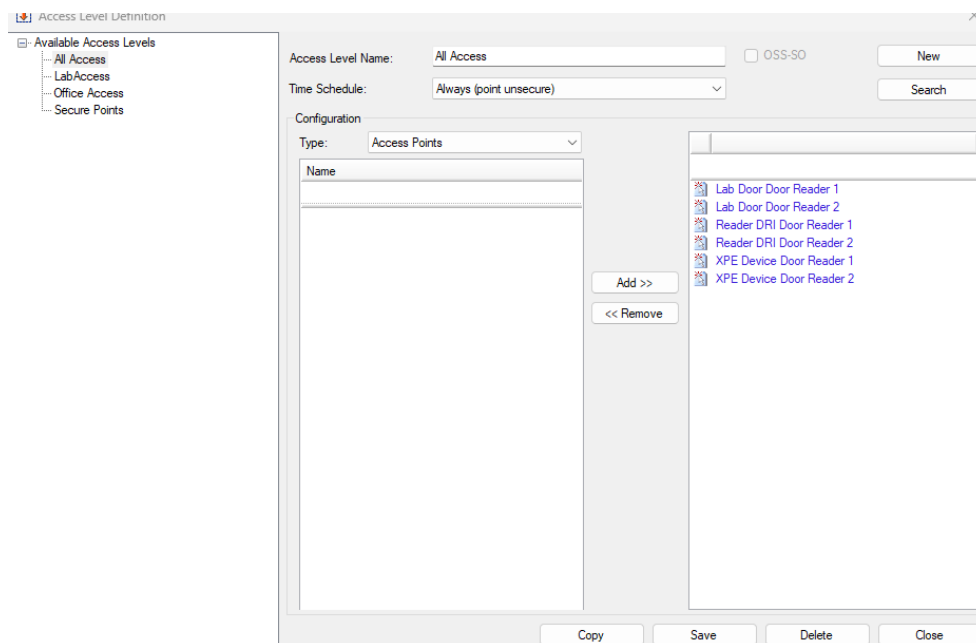 Access Level Definition
Available Access Levels
All Access
LabAccess
Office Access
Secure Points
Access Level Name: All Access OSS-SO New
Time Schedule: Always (point unsecure) Search
Configuration
Type: Access Points
Name
Lab Door Door Reader 1
Lab Door Door Reader 2
Reader DRI Door Reader 1
Reader DRI Door Reader 2
XPE Device Door Reader 1
XPE Device Door Reader 2
Add >>
<< Remove
Copy Save Delete Close